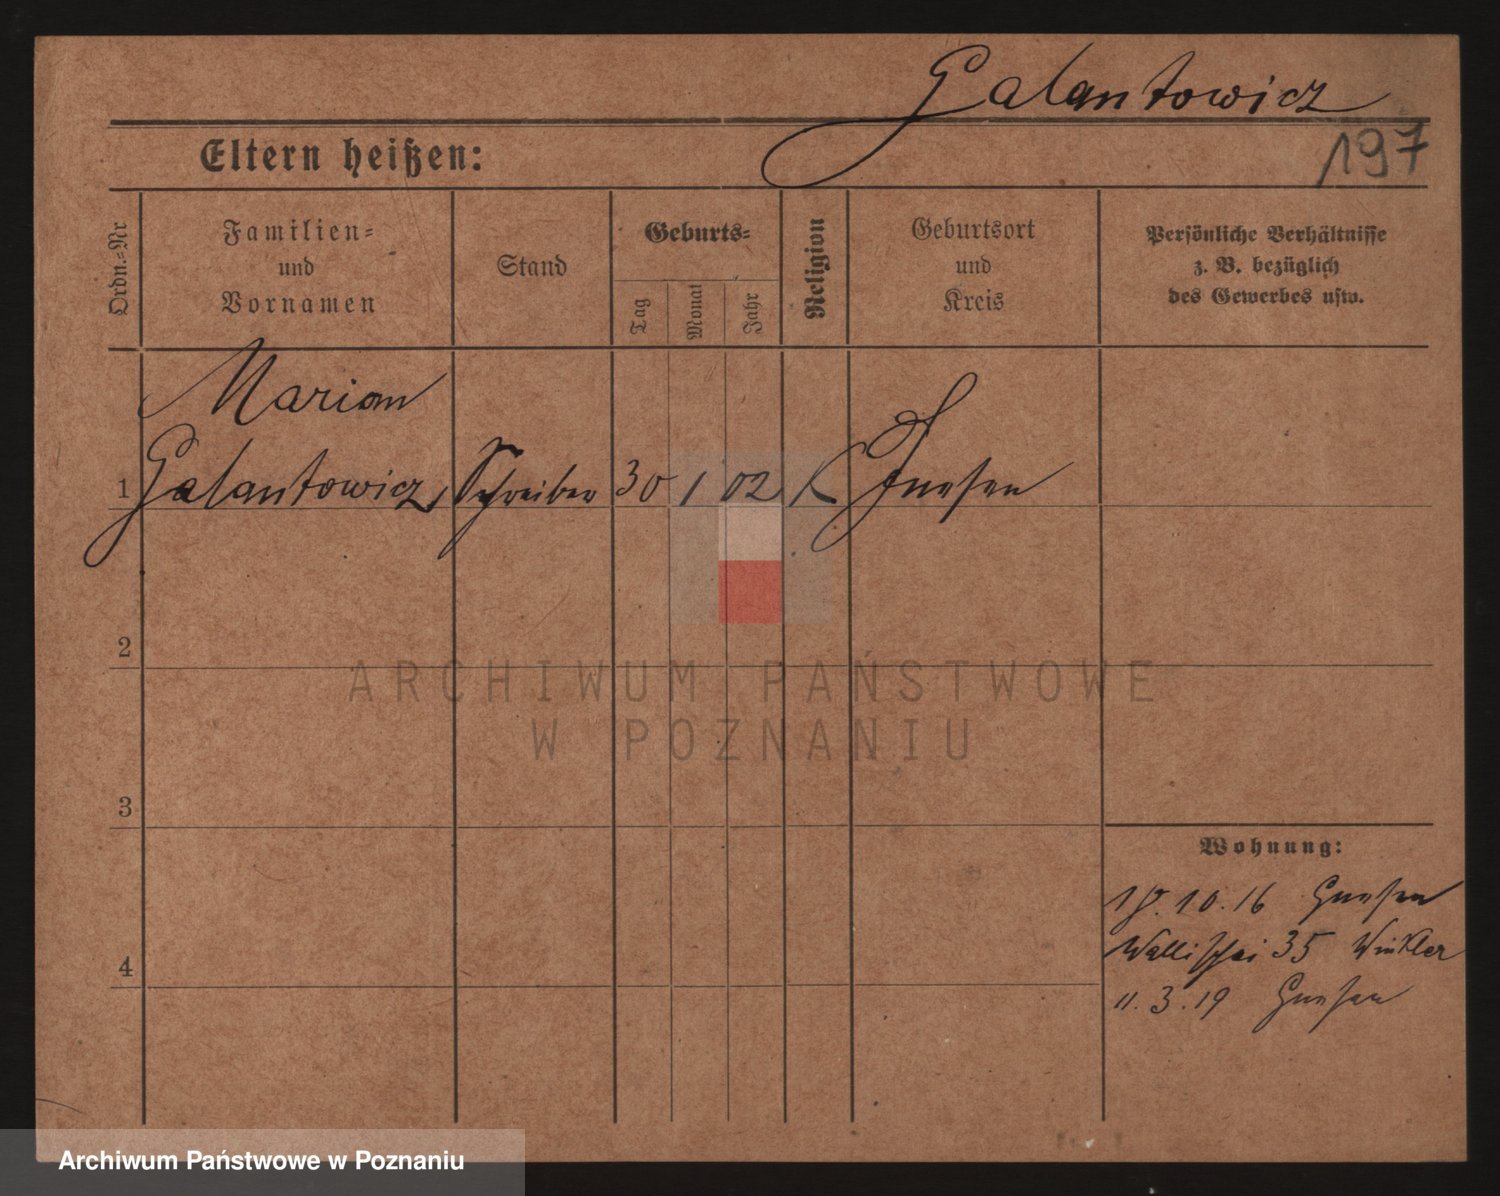 Galantowicz
197
Eltern heißen:
Ordn.-Nr
Familien-
und
Vornamen
Stand
Geburts-
Tag
Monat
Jahr
Religion
Geburtsort
und
Kreis
Persönliche Verhältnisse
z. B. bezüglich
des Gewerbes usw.
Marian
1 Galantowicz, Schreiber 30 1 02 K Gnesen
2
ARCHIWUM PAŃSTWOWE
W POZNANIU
3
Wohnung:
18. 10. 16 Gnesen
Wallischei 35 Winkler
4
11. 3. 19 Gnesen
Archiwum Państwowe w Poznaniu